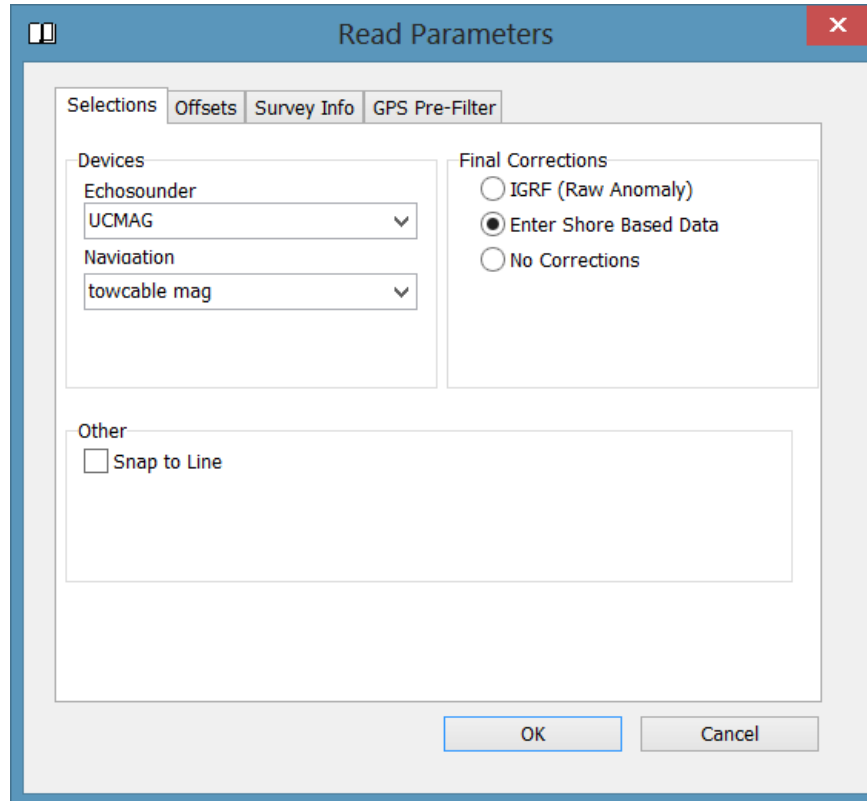 Read Parameters
Selections Offsets Survey Info GPS Pre-Filter
Devices
Echosounder
UCMAG
Navigation
towcable mag
Final Corrections
IGRF (Raw Anomaly)
Enter Shore Based Data
No Corrections
Other
Snap to Line
OK Cancel